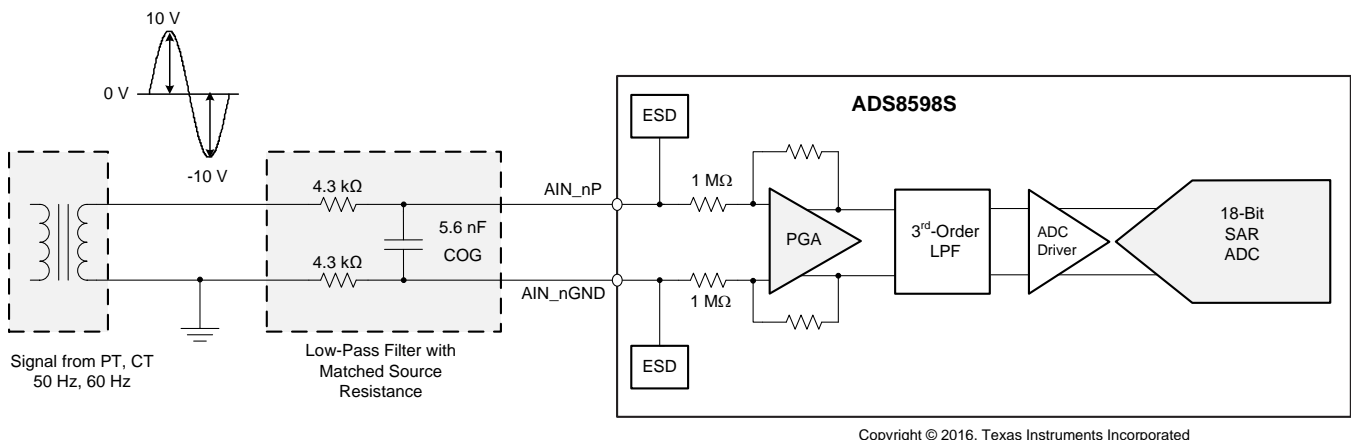 10 V
0 V
-10 V
Signal from PT, CT
50 Hz, 60 Hz
4.3 kΩ
5.6 nF
COG
4.3 kΩ
Low-Pass Filter with
Matched Source
Resistance
AIN_nP
AIN_nGND
ADS8598S
ESD
1 MΩ
PGA
1 MΩ
ESD
3rd-Order
LPF
ADC
Driver
18-Bit
SAR
ADC
Copyright © 2016, Texas Instruments Incorporated